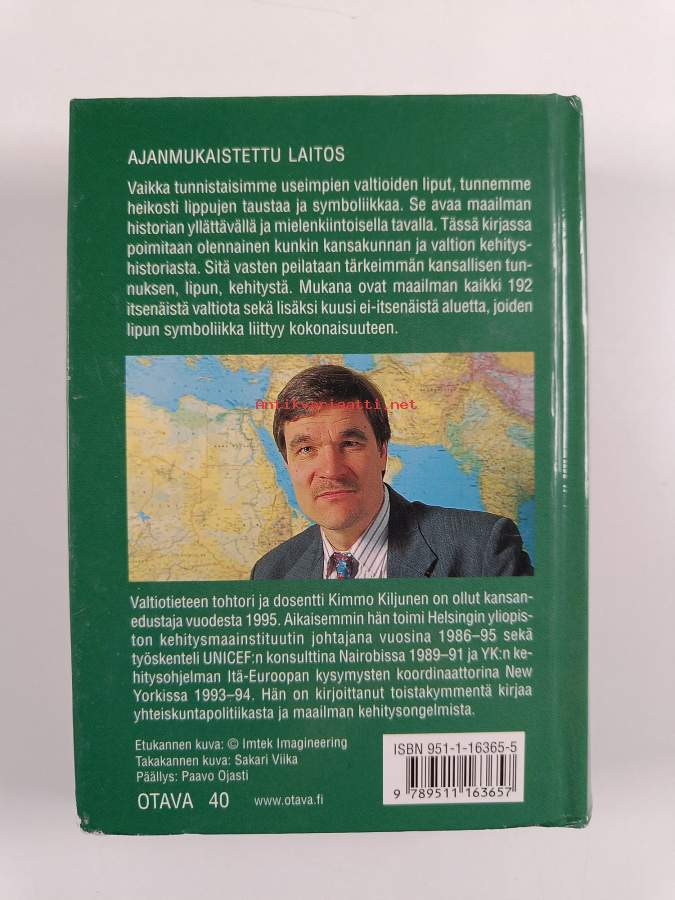 AJANMUKAISTETTU LAITOS
Vaikka tunnistaisimme useimpien valtioiden liput, tunnemme
heikosti lippujen taustaa ja symboliikkaa. Se avaa maailman
historian yllättävällä ja mielenkiintoisella tavalla. Tässä kirjassa
poimitaan olennainen kunkin kansakunnan ja valtion kehitys-
historiasta. Sitä vasten peilataan tärkeimmän kansallisen tun-
nuksen, lipun, kehitystä. Mukana ovat maailman kaikki 192
itsenäistä valtiota sekä lisäksi kuusi ei-itsenäistä aluetta, joiden
lipun symboliikka liittyy kokonaisuuteen.
Antikvariaatti.net
Valtiotieteen tohtori ja dosentti Kimmo Kiljunen on ollut kansan-
edustaja vuodesta 1995. Aikaisemmin hän toimi Helsingin yliopis-
ton kehitysmaainstituutin johtajana vuosina 1986–95 sekä
työskenteli UNICEF:n konsulttina Nairobissa 1989–91 ja YK:n ke-
hitysohjelman Itä-Euroopan kysymysten koordinaattorina New
Yorkissa 1993–94. Hän on kirjoittanut toistakymmentä kirjaa
yhteiskuntapolitiikasta ja maailman kehitysongelmista.
Etukannen kuva: © Imtek Imagineering
Takakannen kuva: Sakari Viika
Päällys: Paavo Ojasti
OTAVA 40 www.otava.fi
ISBN 951-1-16365-5
9 789511 163657